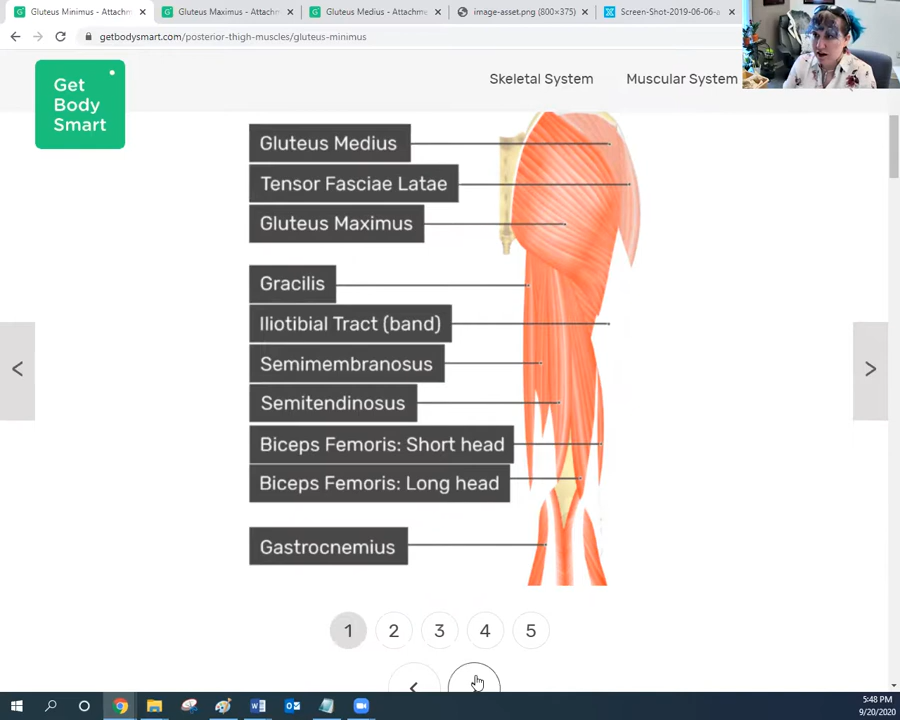 Gluteus Minimus - Attachm
Gluteus Maximus - Attachm
Gluteus Medius - Attachme
image-asset.png (800×375)
Screen-Shot-2019-06-06-a
getbodysmart.com/posterior-thigh-muscles/gluteus-minimus
Get
Body
Smart
Skeletal System
Muscular System
Gluteus Medius
Tensor Fasciae Latae
Gluteus Maximus
Gracilis
Iliotibial Tract (band)
Semimembranosus
Semitendinosus
Biceps Femoris: Short head
Biceps Femoris: Long head
Gastrocnemius
1 2 3 4 5
5:48 PM
9/20/2020